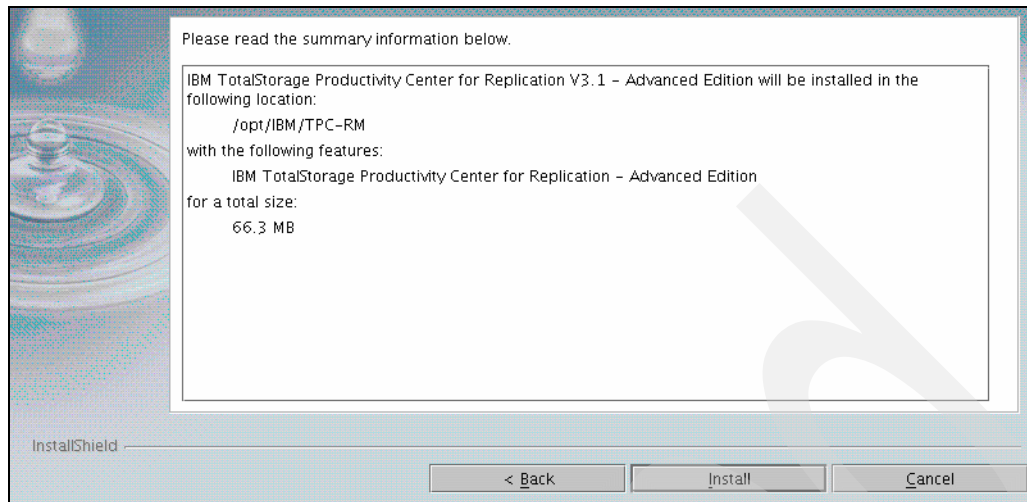 Please read the summary information below.
IBM TotalStorage Productivity Center for Replication V3.1 – Advanced Edition will be installed in the
following location:
/opt/IBM/TPC-RM
with the following features:
IBM TotalStorage Productivity Center for Replication – Advanced Edition
for a total size:
66.3 MB
InstallShield
< Back
Install
Cancel